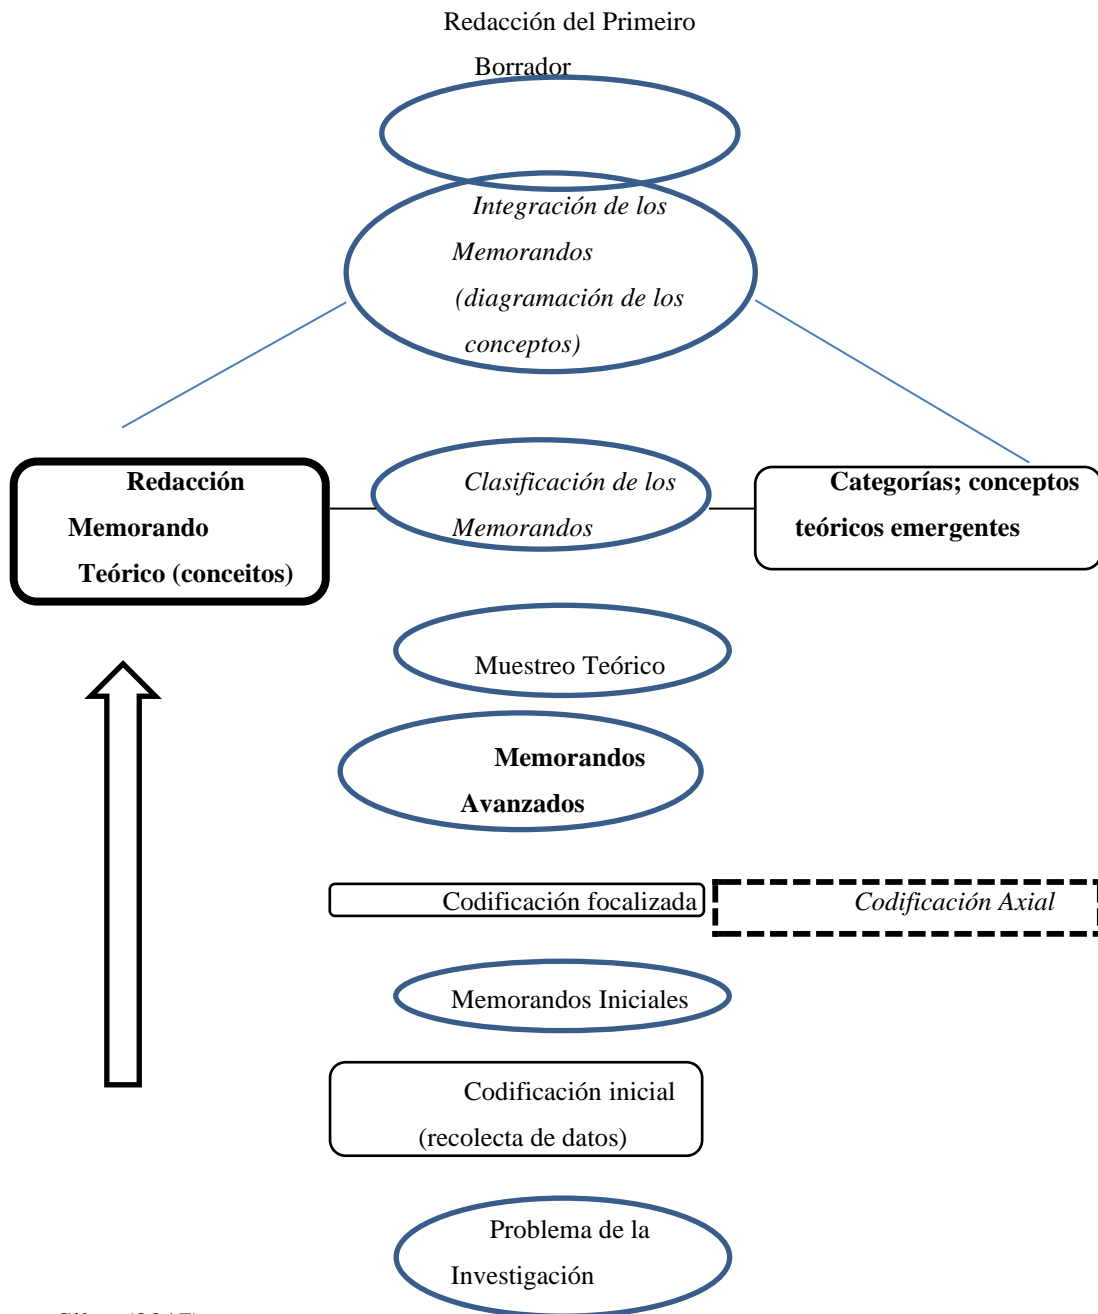 Redacción del Primeiro
Borrador
Integración de los
Memorandos
(diagramación de los
conceptos)
Redacción
Memorando
Teórico (conceitos)
Clasificación de los
Memorandos
Categorías; conceptos
teóricos emergentes
Muestreo Teórico
Memorandos
Avanzados
Codificación focalizada
Codificación Axial
Memorandos Iniciales
Codificación inicial
(recolecta de datos)
Problema de la
Investigación